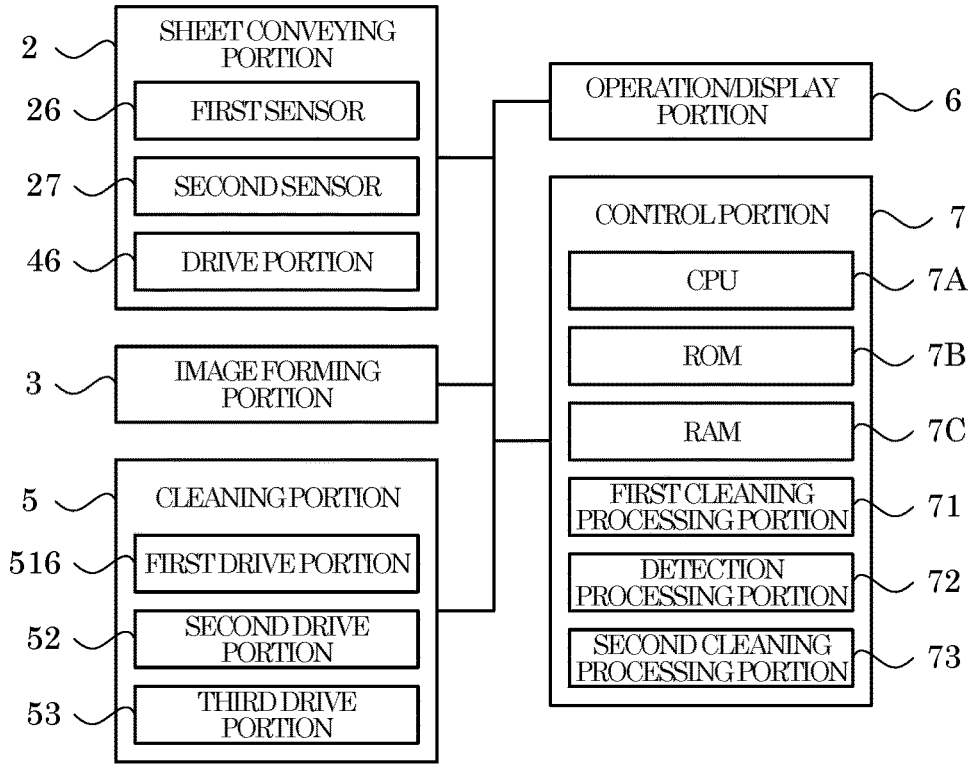 2
SHEET CONVEYING
PORTION
26
FIRST SENSOR
27
SECOND SENSOR
46
DRIVE PORTION
3
IMAGE FORMING
PORTION
5
CLEANING PORTION
516
FIRST DRIVE PORTION
52
SECOND DRIVE
PORTION
53
THIRD DRIVE
PORTION
OPERATION/DISPLAY
PORTION
6
CONTROL PORTION
7
CPU
7A
ROM
7B
RAM
7C
FIRST CLEANING
PROCESSING PORTION
71
DETECTION
PROCESSING PORTION
72
SECOND CLEANING
PROCESSING PORTION
73